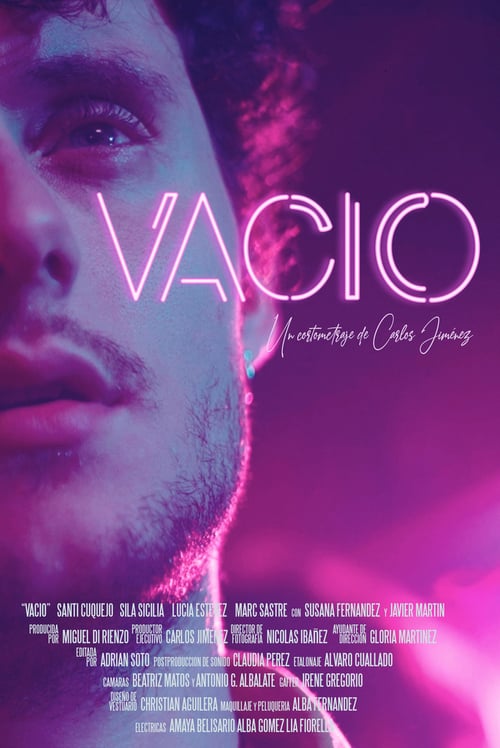 VACIO
Un cortometraje de Carlos Jiménez
"VACIO" SANTI CUQUEJO SILA SICILIA LUCIA ESTEVEZ MARC SASTRE CON SUSANA FERNANDEZ Y JAVIER MARTIN
PRODUCIDA POR MIGUEL DI RIENZO PRODUCTOR EJECUTIVO CARLOS JIMÉNEZ DIRECTOR DE FOTOGRAFIA NICOLAS IBAÑEZ AYUDANTE DE DIRECCIÓN GLORIA MARTINEZ
EDITADA POR ADRIAN SOTO POSTPRODUCCION DE SONIDO CLAUDIA PEREZ ETALONAJE ALVARO CUALLADO
CAMARAS BEATRIZ MATOS Y ANTONIO G. ALBALATE GAFFER IRENE GREGORIO
DISEÑO DE VESTUARIO CHRISTIAN AGUILERA MAQUILLAJE Y PELUQUERIA ALBA FERNANDEZ
ELECTRICAS AMAYA BELISARIO ALBA GOMEZ LIA FIORELLI